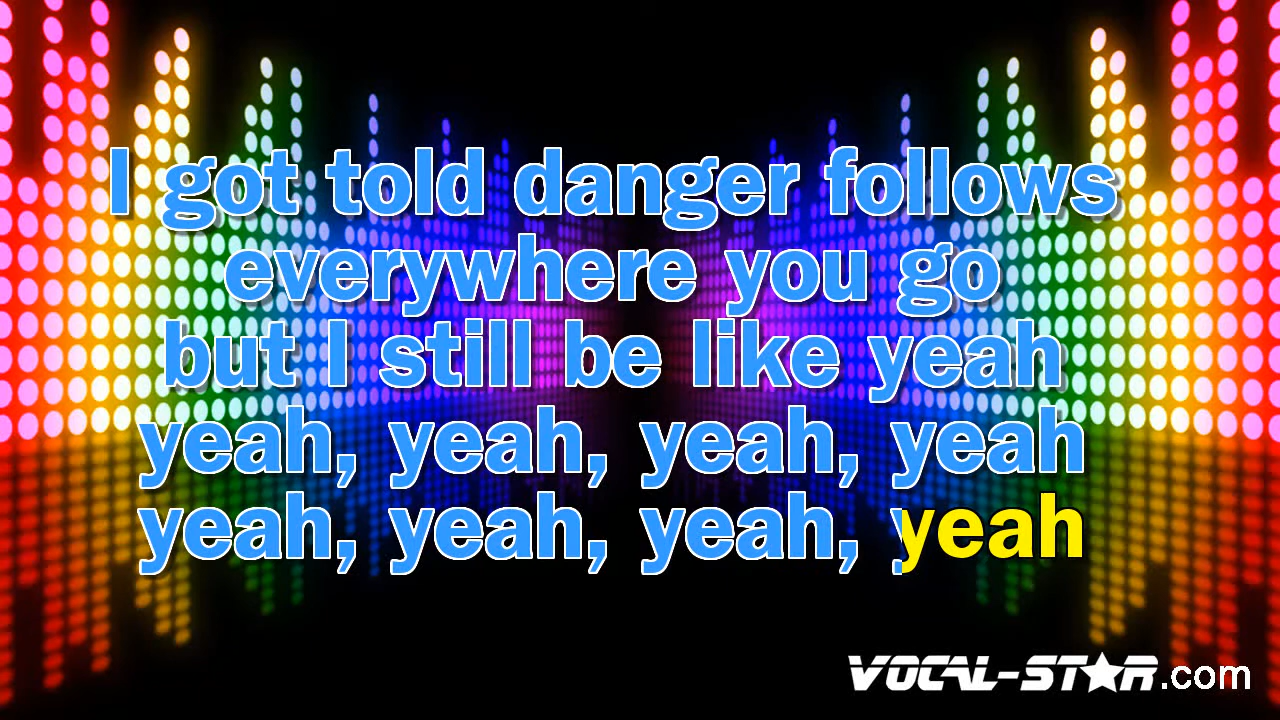 I got told danger follows
everywhere you go
but I still be like yeah
yeah, yeah, yeah, yeah
yeah, yeah, yeah, yeah
VOCAL-STAR.com